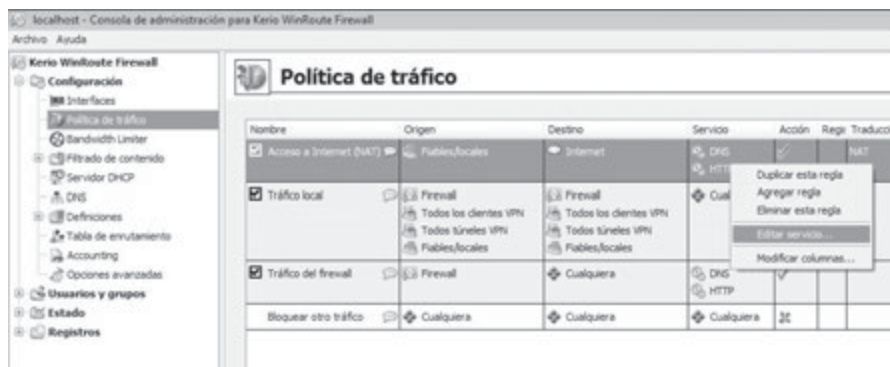 localhost - Consola de administración para Kerio WinRoute Firewall
Archivo Ayuda
Kerio WinRoute Firewall
Configuración
Interfaces
Política de tráfico
Bandwidth Limiter
Filtrado de contenido
Servidor DHCP
DNS
Definiciones
Tabla de enrutamiento
Accounting
Opciones avanzadas
Usuarios y grupos
Estado
Registros
Política de tráfico
Nombre Origen Destino Servicio Acción Regis Traducc
Acceso a Internet (NAT) Fiables/locales Internet DNS NAT
HTT
Tráfico local Firewall Firewall Cual
Todos los clientes VPN Todos los clientes VPN
Todos túneles VPN Todos túneles VPN
Fiables/locales Fiables/locales
Tráfico del firewall Firewall Cualquiera DNS
HTTP
Bloquear otro tráfico Cualquiera Cualquiera Cualquiera
Duplicar esta regla
Agregar regla
Eliminar esta regla
Editar servicio...
Modificar columnas...